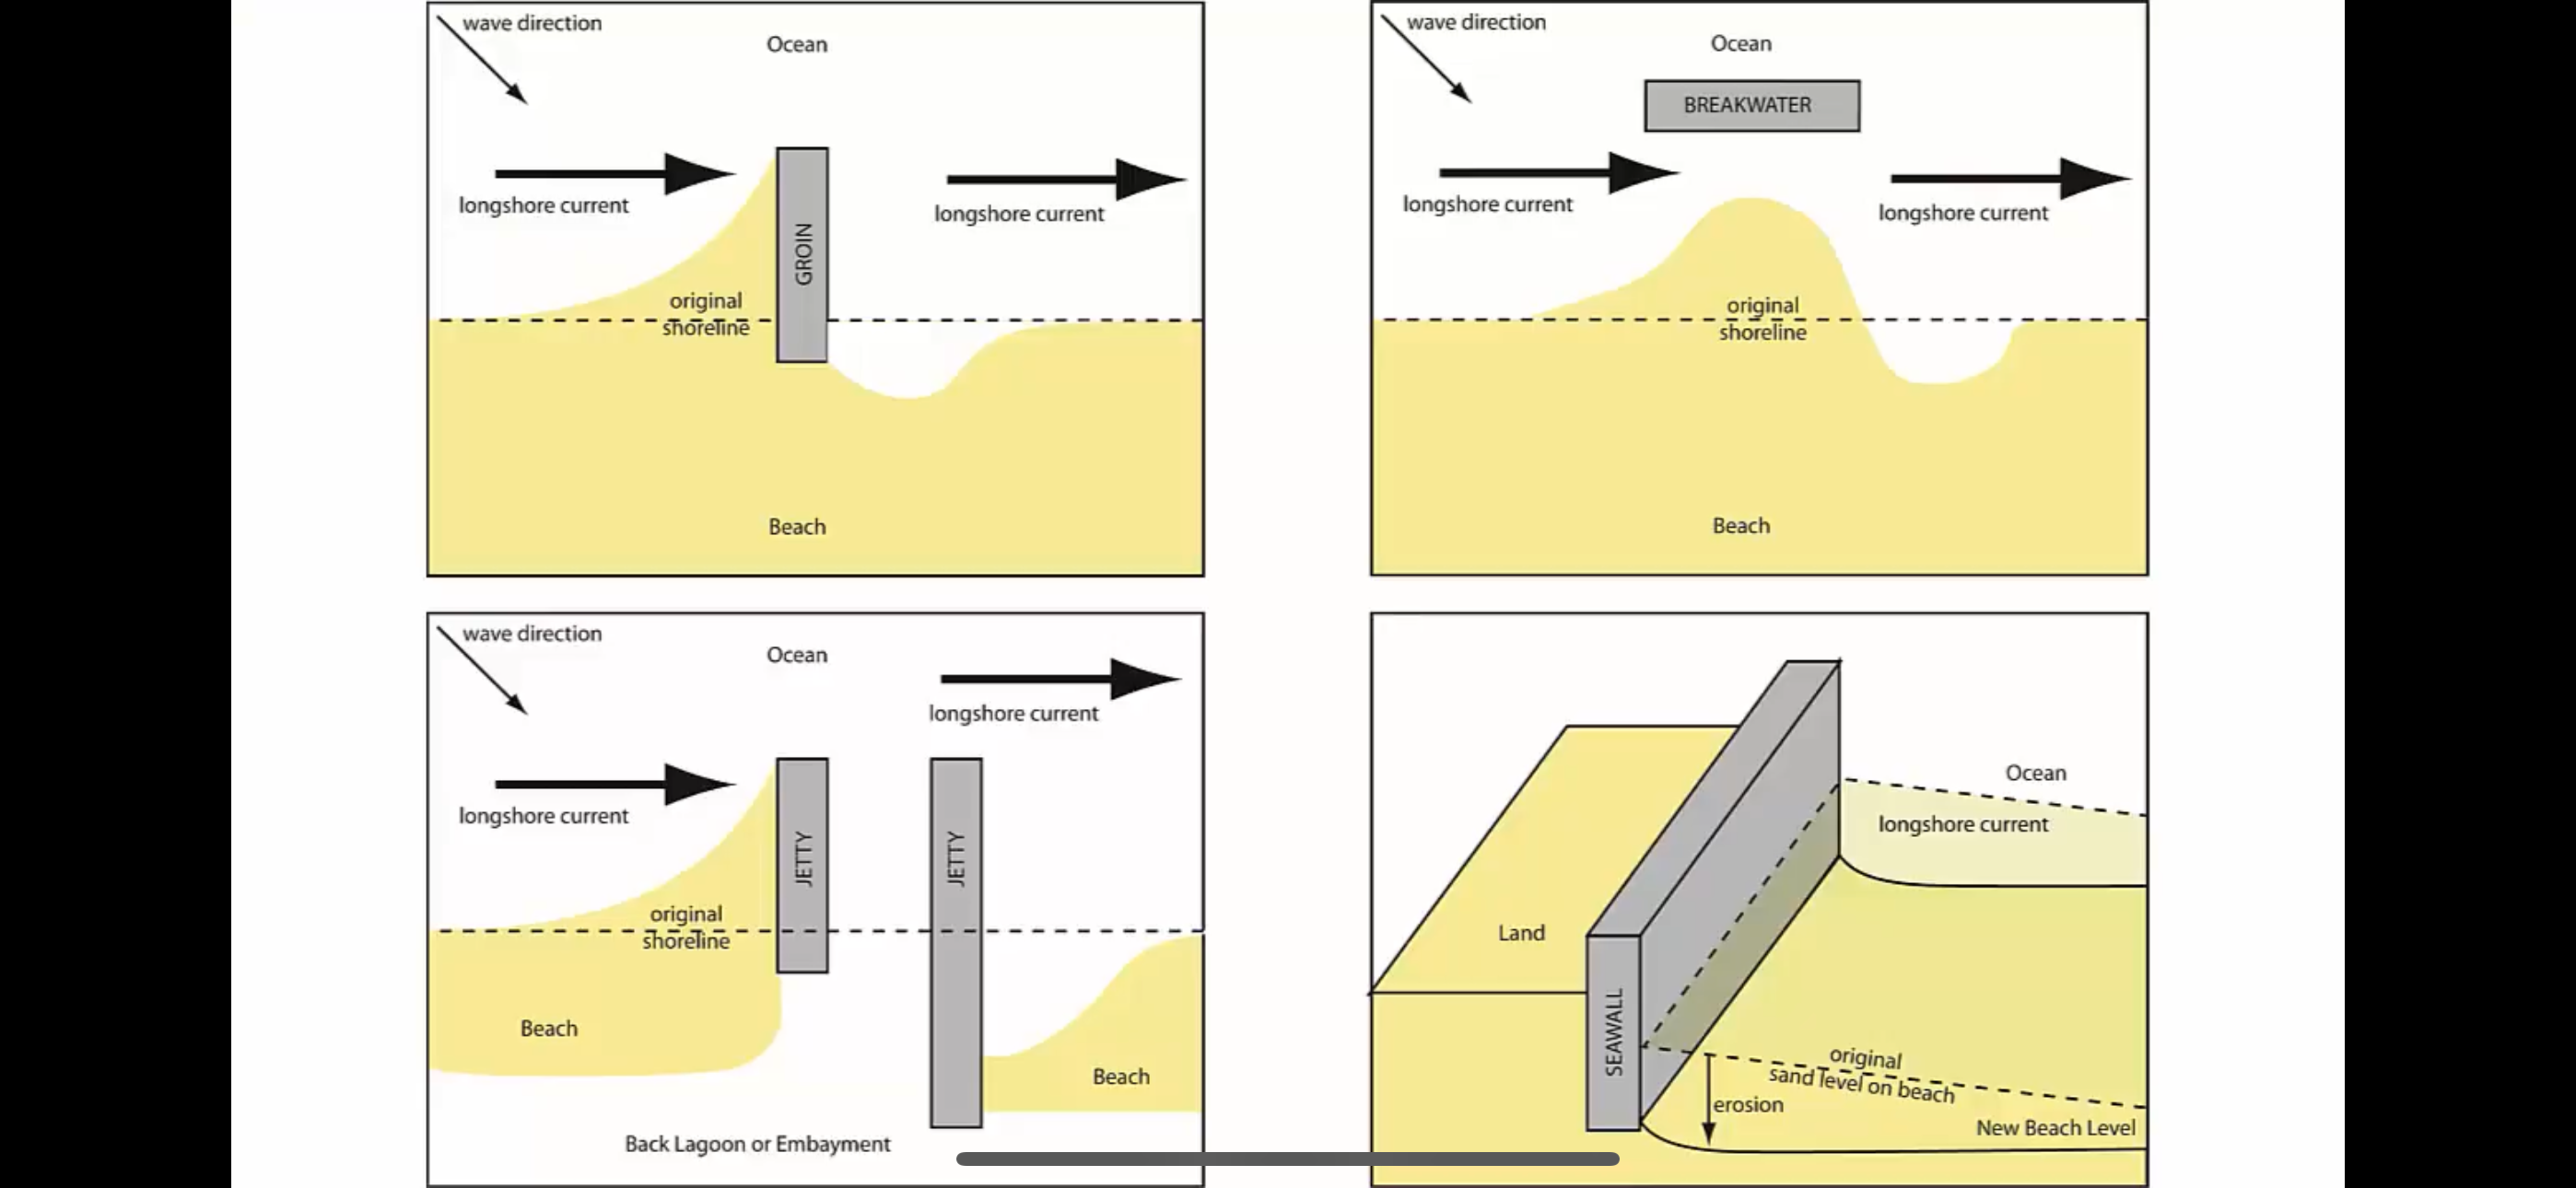 wave direction
Ocean
longshore current
GROIN
longshore current
original
shoreline
Beach
wave direction
Ocean
BREAKWATER
longshore current
longshore current
original
shoreline
Beach
wave direction
Ocean
longshore current
longshore current
JETTY
JETTY
original
shoreline
Beach
Beach
Back Lagoon or Embayment
Ocean
longshore current
Land
SEAWALL
original
sand level on beach
erosion
New Beach Level